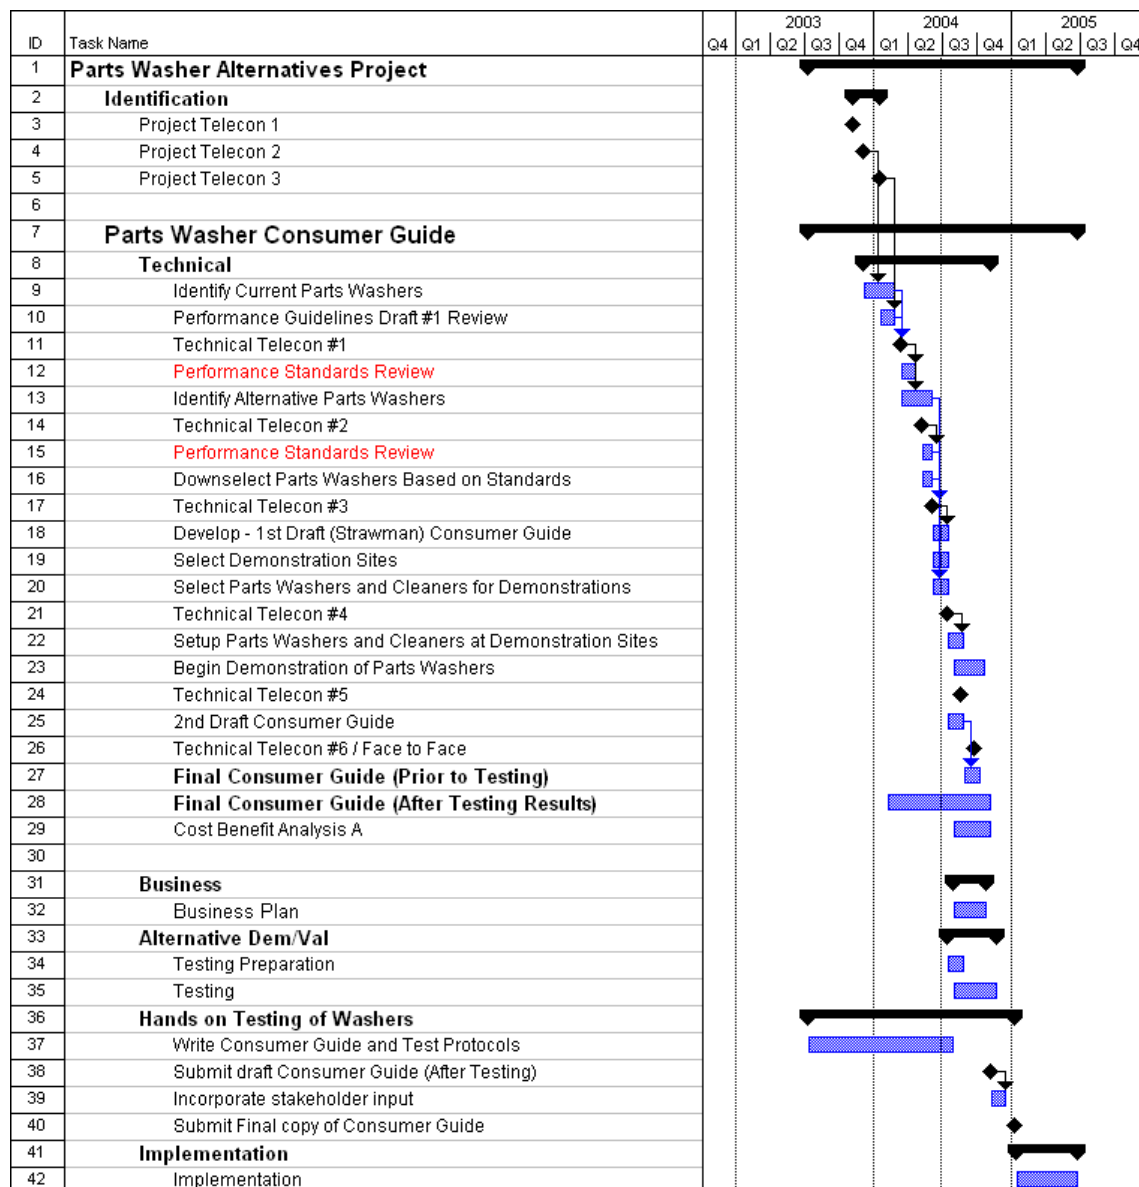 2003 2004 2005
ID Task Name Q4 Q1 Q2 Q3 Q4 Q1 Q2 Q3 Q4 Q1 Q2 Q3 Q4
1 Parts Washer Alternatives Project
2 Identification
3 Project Telecon 1
4 Project Telecon 2
5 Project Telecon 3
6
7 Parts Washer Consumer Guide
8 Technical
9 Identify Current Parts Washers
10 Performance Guidelines Draft #1 Review
11 Technical Telecon #1
12 Performance Standards Review
13 Identify Alternative Parts Washers
14 Technical Telecon #2
15 Performance Standards Review
16 Downselect Parts Washers Based on Standards
17 Technical Telecon #3
18 Develop - 1st Draft (Strawman) Consumer Guide
19 Select Demonstration Sites
20 Select Parts Washers and Cleaners for Demonstrations
21 Technical Telecon #4
22 Setup Parts Washers and Cleaners at Demonstration Sites
23 Begin Demonstration of Parts Washers
24 Technical Telecon #5
25 2nd Draft Consumer Guide
26 Technical Telecon #6 / Face to Face
27 Final Consumer Guide (Prior to Testing)
28 Final Consumer Guide (After Testing Results)
29 Cost Benefit Analysis A
30
31 Business
32 Business Plan
33 Alternative Dem/Val
34 Testing Preparation
35 Testing
36 Hands on Testing of Washers
37 Write Consumer Guide and Test Protocols
38 Submit draft Consumer Guide (After Testing)
39 Incorporate stakeholder input
40 Submit Final copy of Consumer Guide
41 Implementation
42 Implementation